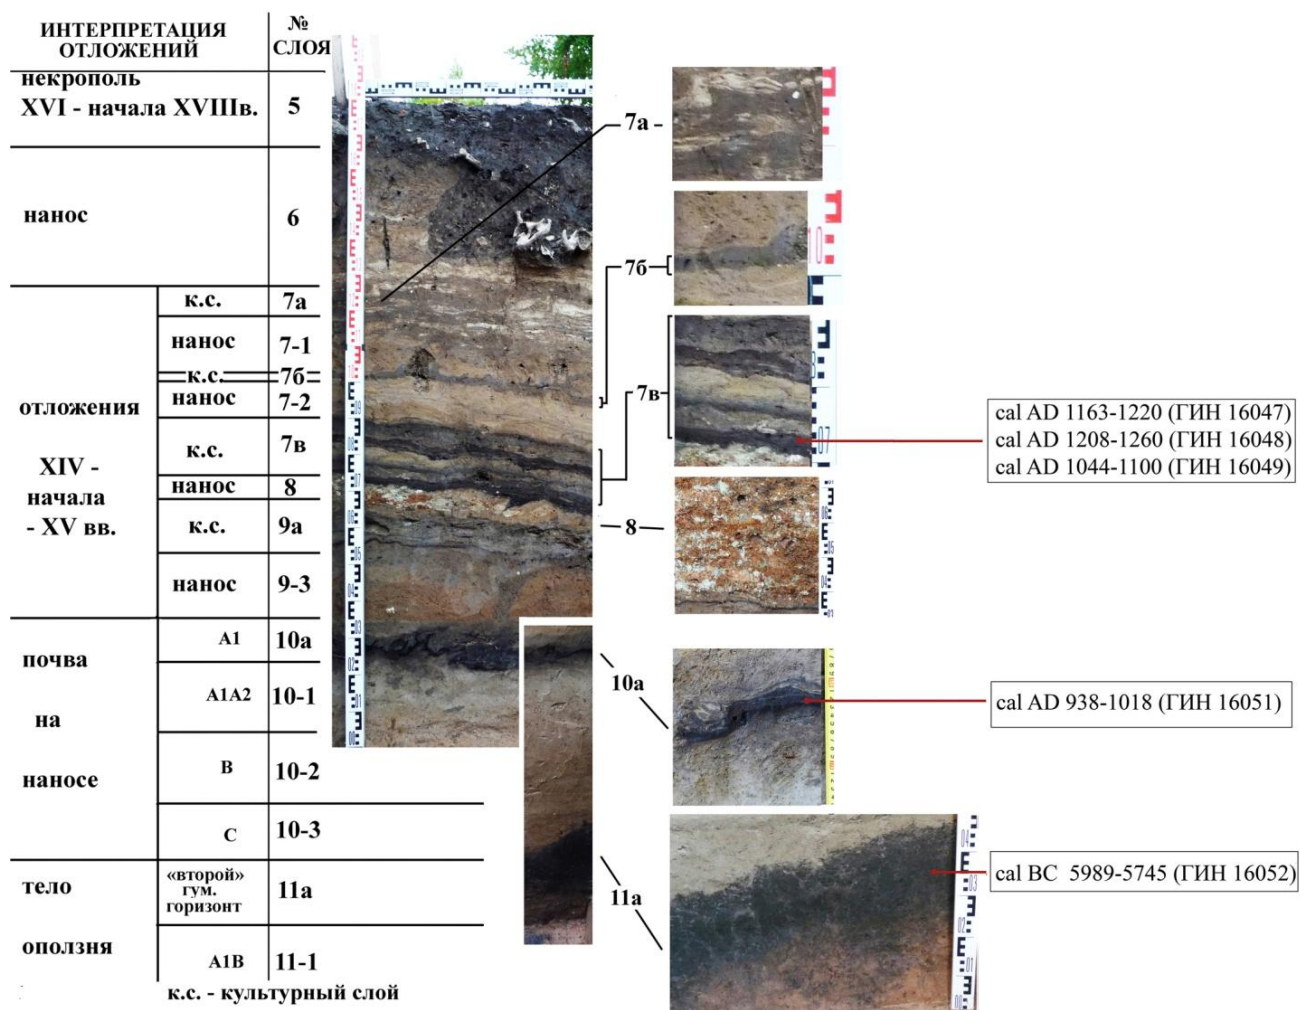 ИНТЕРПРЕТАЦИЯ
ОТЛОЖЕНИЙ
№
СЛОЯ
некрополь
XVI - начала XVIIIв.
5
нанос
6
отложения
XIV -
начала
- XV вв.
к.с.
7а
нанос
7-1
к.с.
7б
нанос
7-2
к.с.
7в
нанос
8
к.с.
9а
нанос
9-3
почва
на
наносе
А1
10а
А1А2
10-1
В
10-2
С
10-3
тело
оползня
«второй»
гум.
горизонт
11а
А1В
11-1
к.с. - культурный слой
7а
7б
7в
8
10а
11а
cal AD 1163-1220 (ГИН 16047)
cal AD 1208-1260 (ГИН 16048)
cal AD 1044-1100 (ГИН 16049)
cal AD 938-1018 (ГИН 16051)
cal BC 5989-5745 (ГИН 16052)